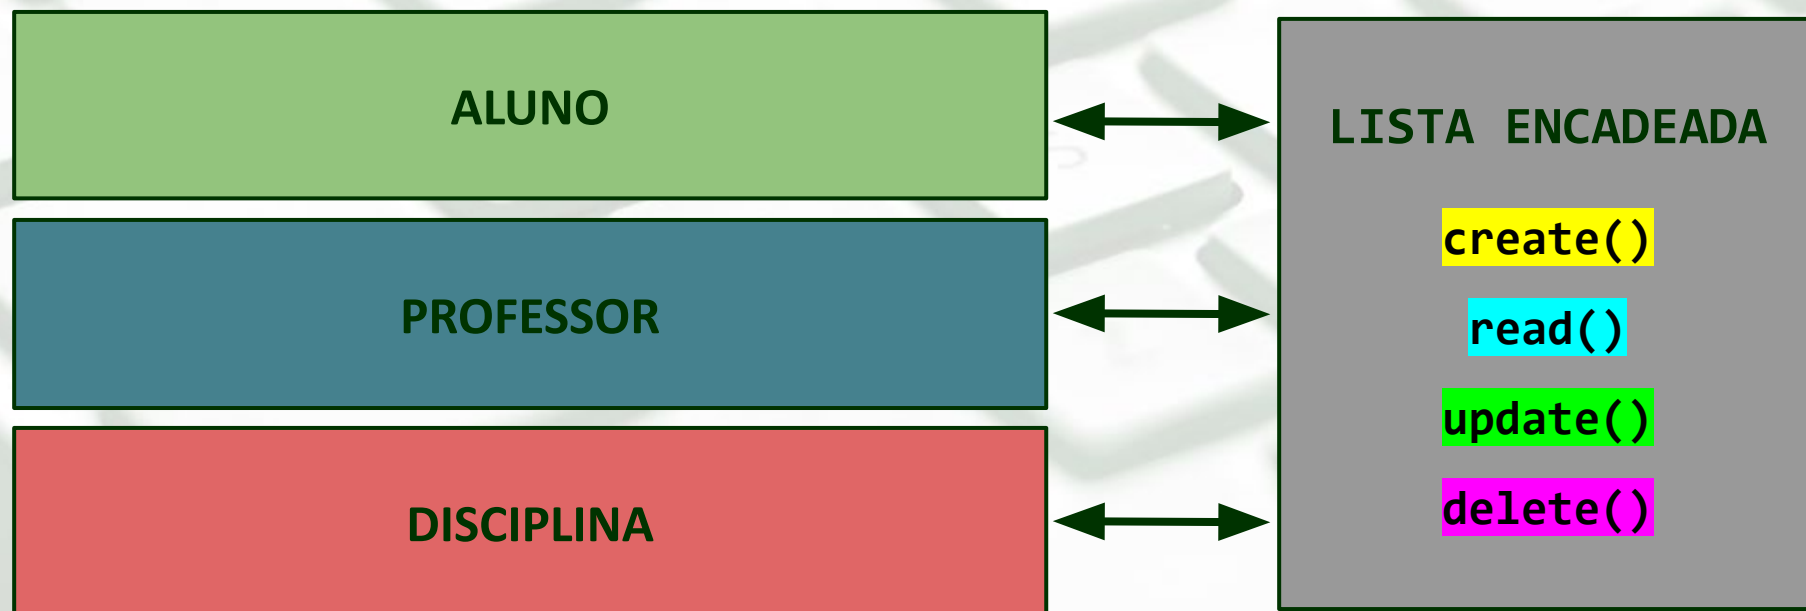 ALUNO
PROFESSOR
DISCIPLINA
LISTA ENCADEADA
create()
read()
update()
delete()